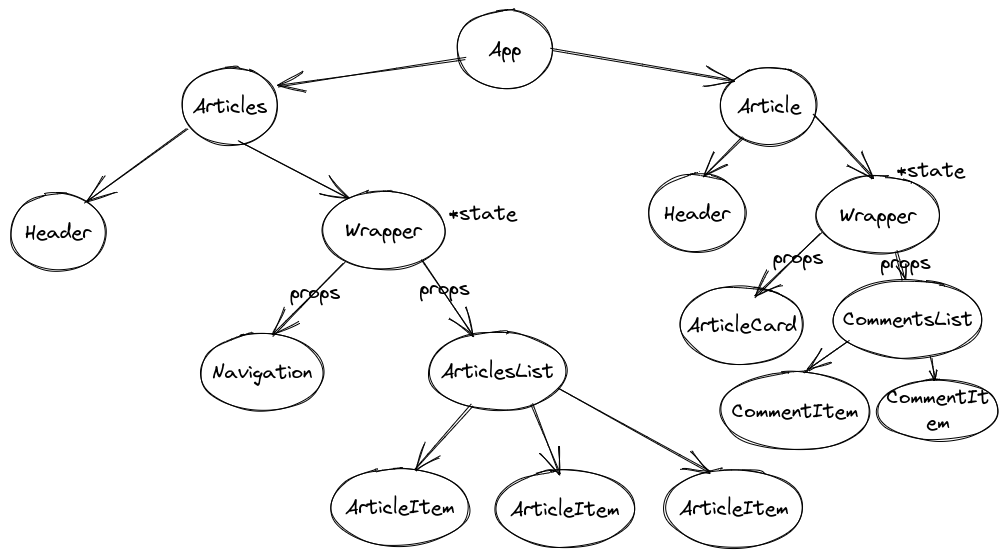 App
Articles
Article
*state
Header
Wrapper
*state
Header
Wrapper
props
props
props
props
ArticleCard
CommentsList
Navigation
ArticlesList
CommentItem
CommentIt
em
ArticleItem
ArticleItem
ArticleItem